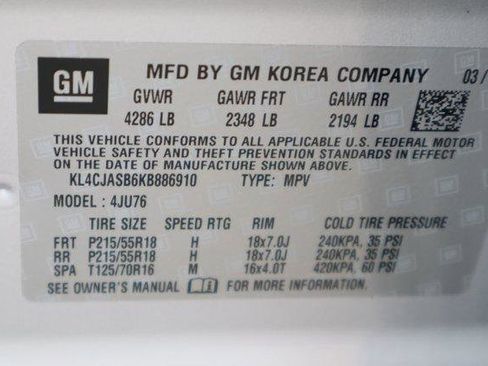 GM
MFD BY GM KOREA COMPANY 03/
GVWR GAWR FRT GAWR RR
4286 LB 2348 LB 2194 LB
THIS VEHICLE CONFORMS TO ALL APPLICABLE U.S. FEDERAL MOTOR
VEHICLE SAFETY AND THEFT PREVENTION STANDARDS IN EFFECT
ON THE DATE OF MANUFACTURE SHOWN ABOVE.
KL4CJASB6KB886910 TYPE: MPV
MODEL : 4JU76
TIRE SIZE SPEED RTG RIM COLD TIRE PRESSURE
FRT P215/55R18 H 18x7.0J 240KPA, 35 PSI
RR P215/55R18 H 18x7.0J 240KPA, 35 PSI
SPA T125/70R16 M 16x4.0T 420KPA, 60 PSI
SEE OWNER'S MANUAL FOR MORE INFORMATION.